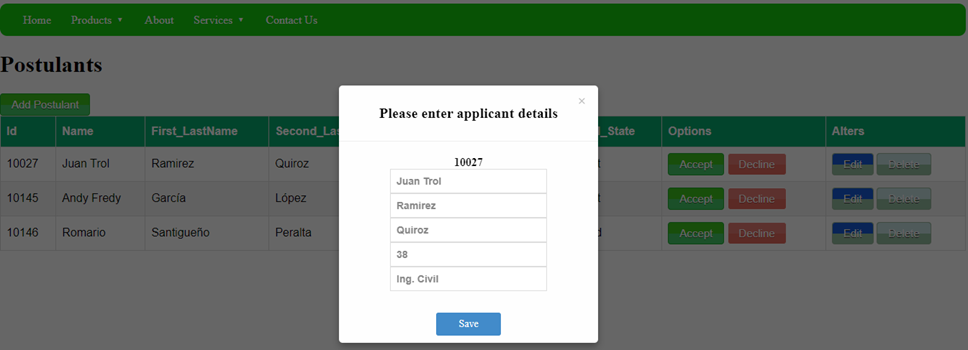 Home Products ▼ About Services ▼ Contact Us
Postulants
Add Postulant
Id Name First_LastName Second_Las _State Options Alters
10027 Juan Trol Ramirez Quiroz Accept Decline Edit Delete
10145 Andy Fredy García López Accept Decline Edit Delete
10146 Romario Santigueño Peralta Accept Decline Edit Delete
×
Please enter applicant details
10027
Juan Trol
Ramirez
Quiroz
38
Ing. Civil
Save